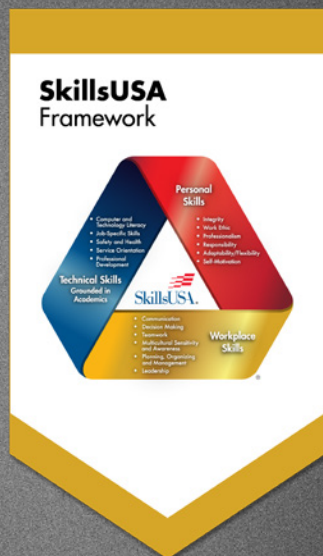 SkillsUSA
Framework
Personal
Skills
• Integrity
• Work Ethic
• Professionalism
• Responsibility
• Adaptability/Flexibility
• Self-Motivation
• Computer and
Technology Literacy
• Job-Specific Skills
• Safety and Health
• Service Orientation
• Professional
Development
Technical Skills
Grounded in
Academics
SkillsUSA.
• Communication
• Decision Making
• Teamwork
• Multicultural Sensitivity
and Awareness
• Planning, Organizing
and Management
• Leadership
Workplace
Skills
®